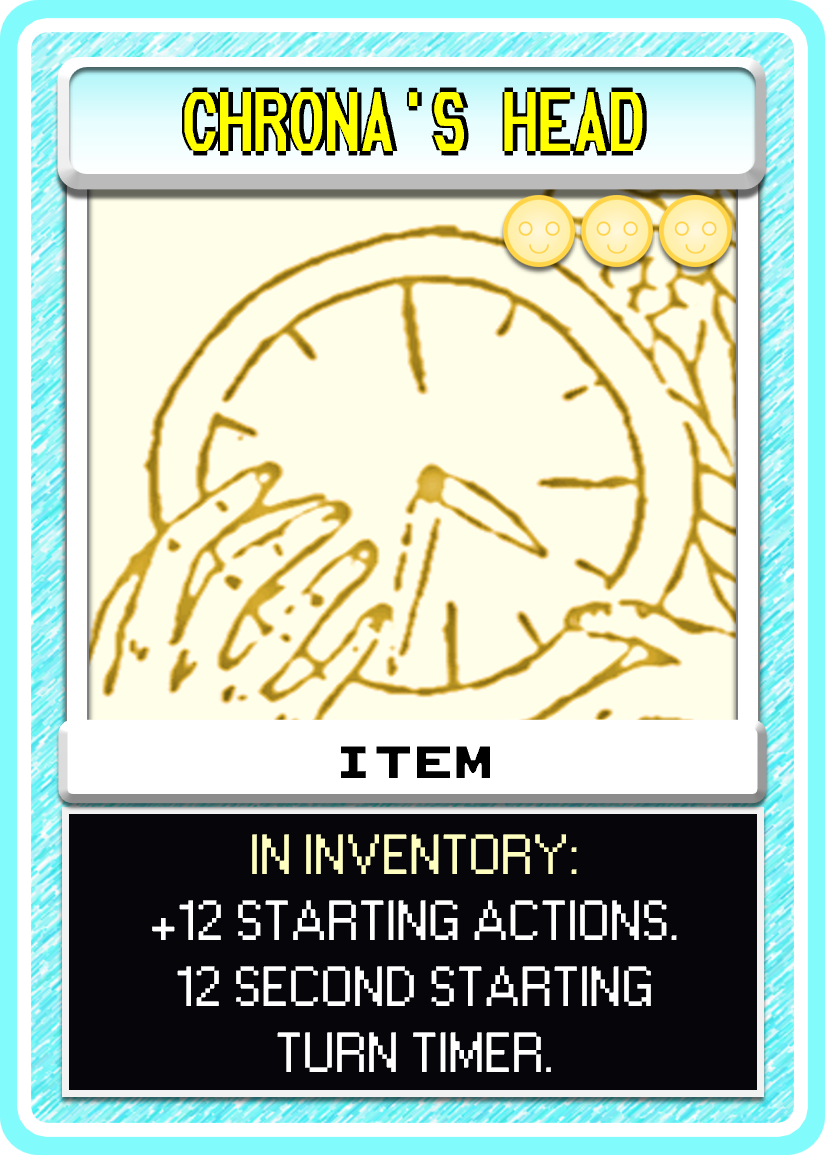 CHRONA'S HEAD
ITEM
IN INVENTORY:
+12 STARTING ACTIONS.
12 SECOND STARTING
TURN TIMER.